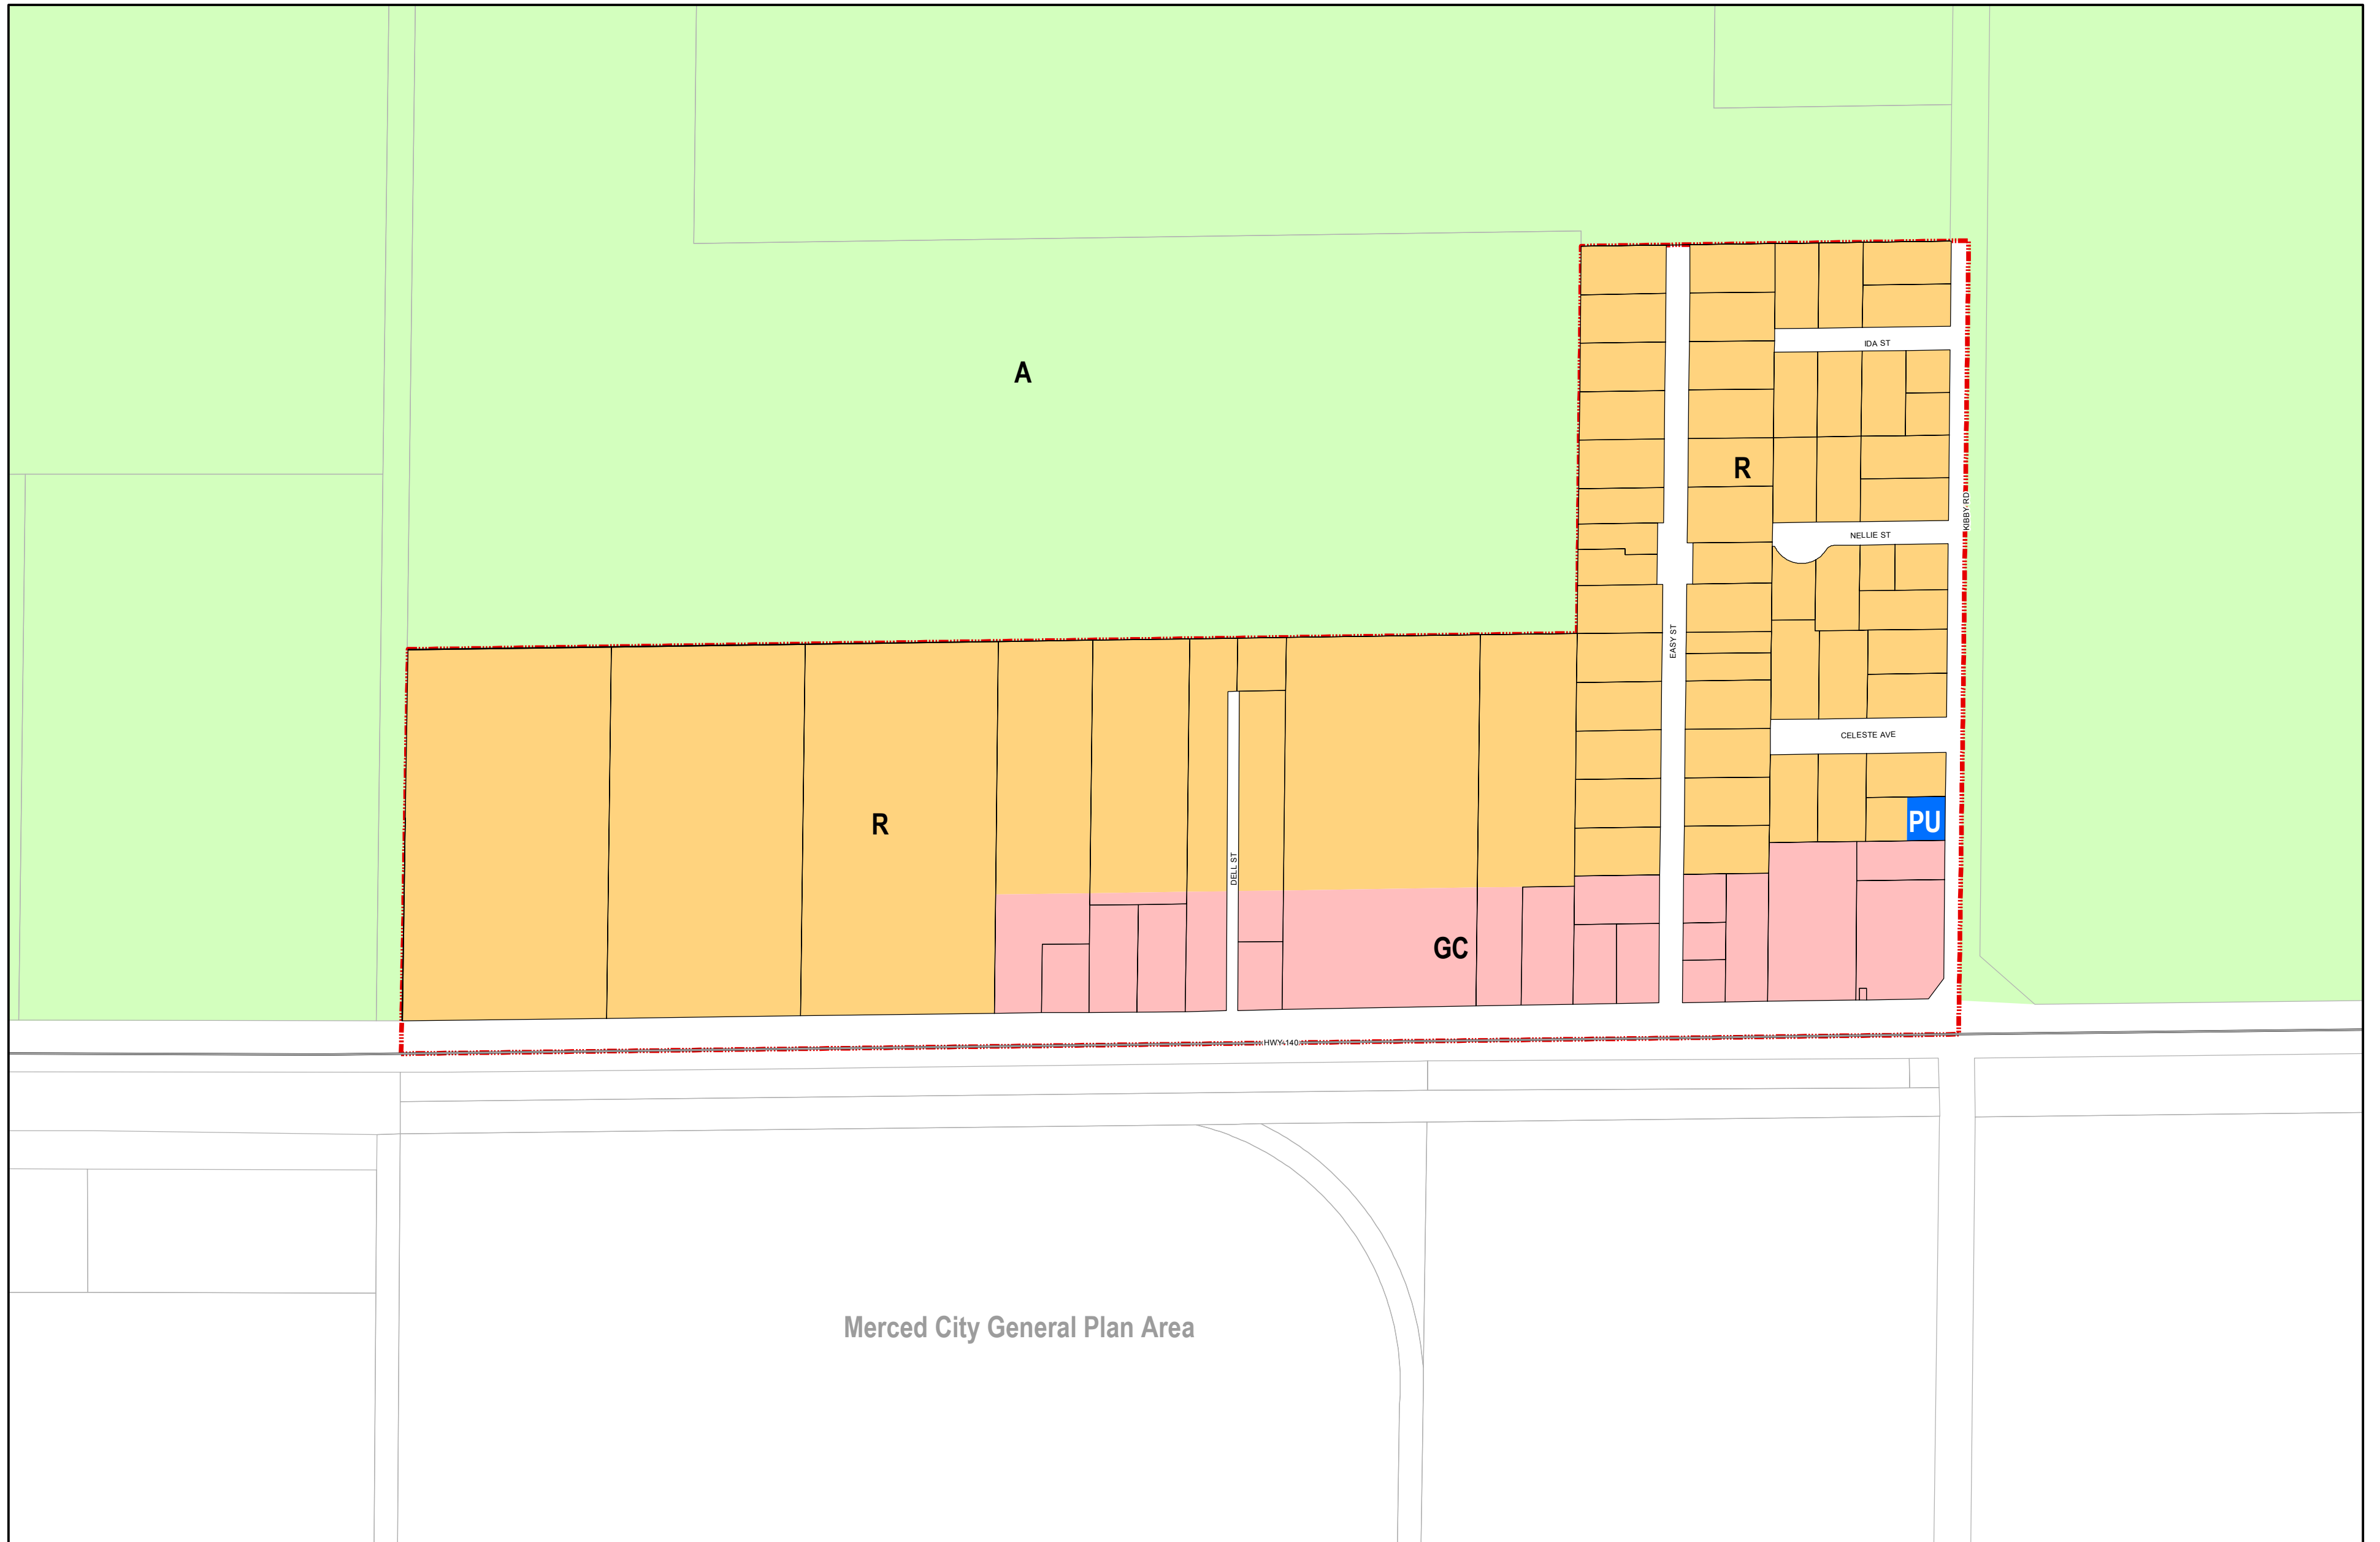 IDA ST
A
R
KIBBY RD
NELLIE ST
EASY ST
CELESTE AVE
PU
R
DELL ST
GC
HWY 140
Merced City General Plan Area